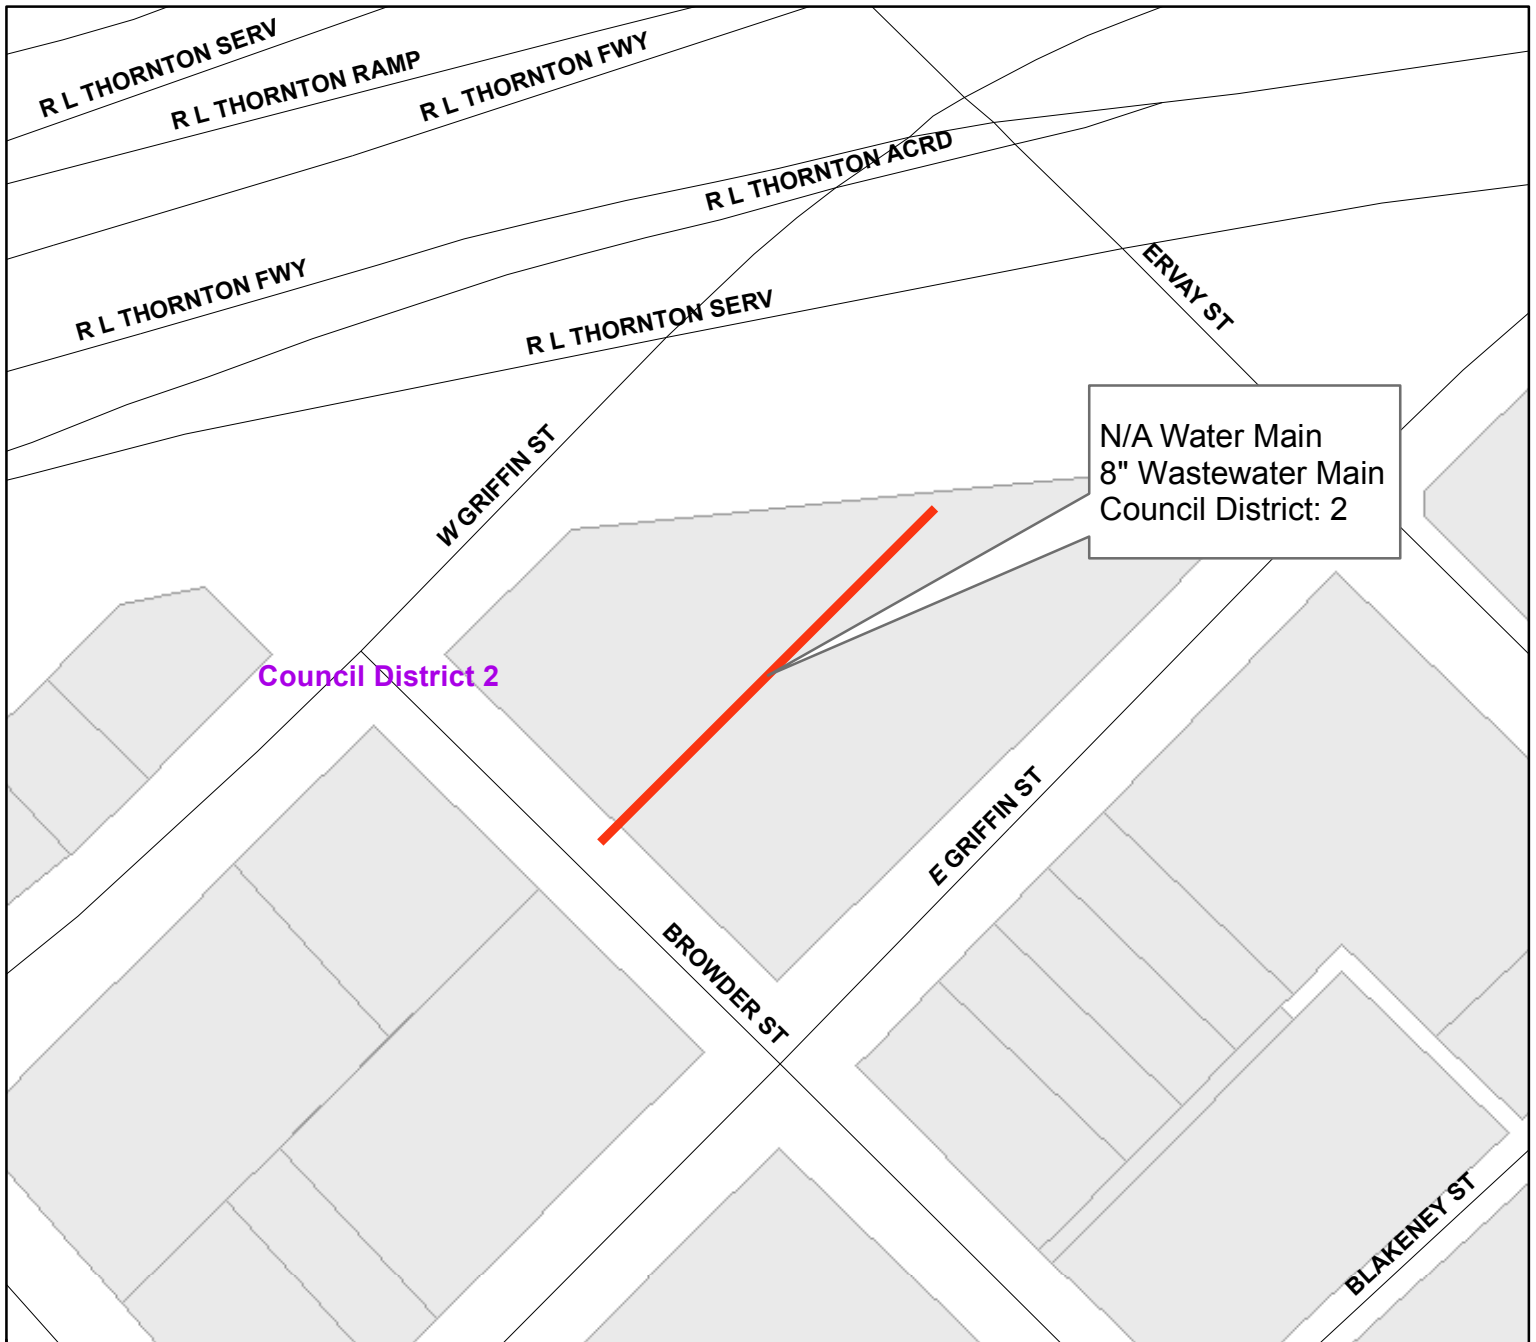 R L THORNTON SERV
R L THORNTON RAMP
R L THORNTON FWY
R L THORNTON ACRD
R L THORNTON FWY
R L THORNTON SERV
ERVAY ST
W GRIFFIN ST
N/A Water Main
8" Wastewater Main
Council District: 2
Council District 2
E GRIFFIN ST
BROWDER ST
BLAKENEY ST